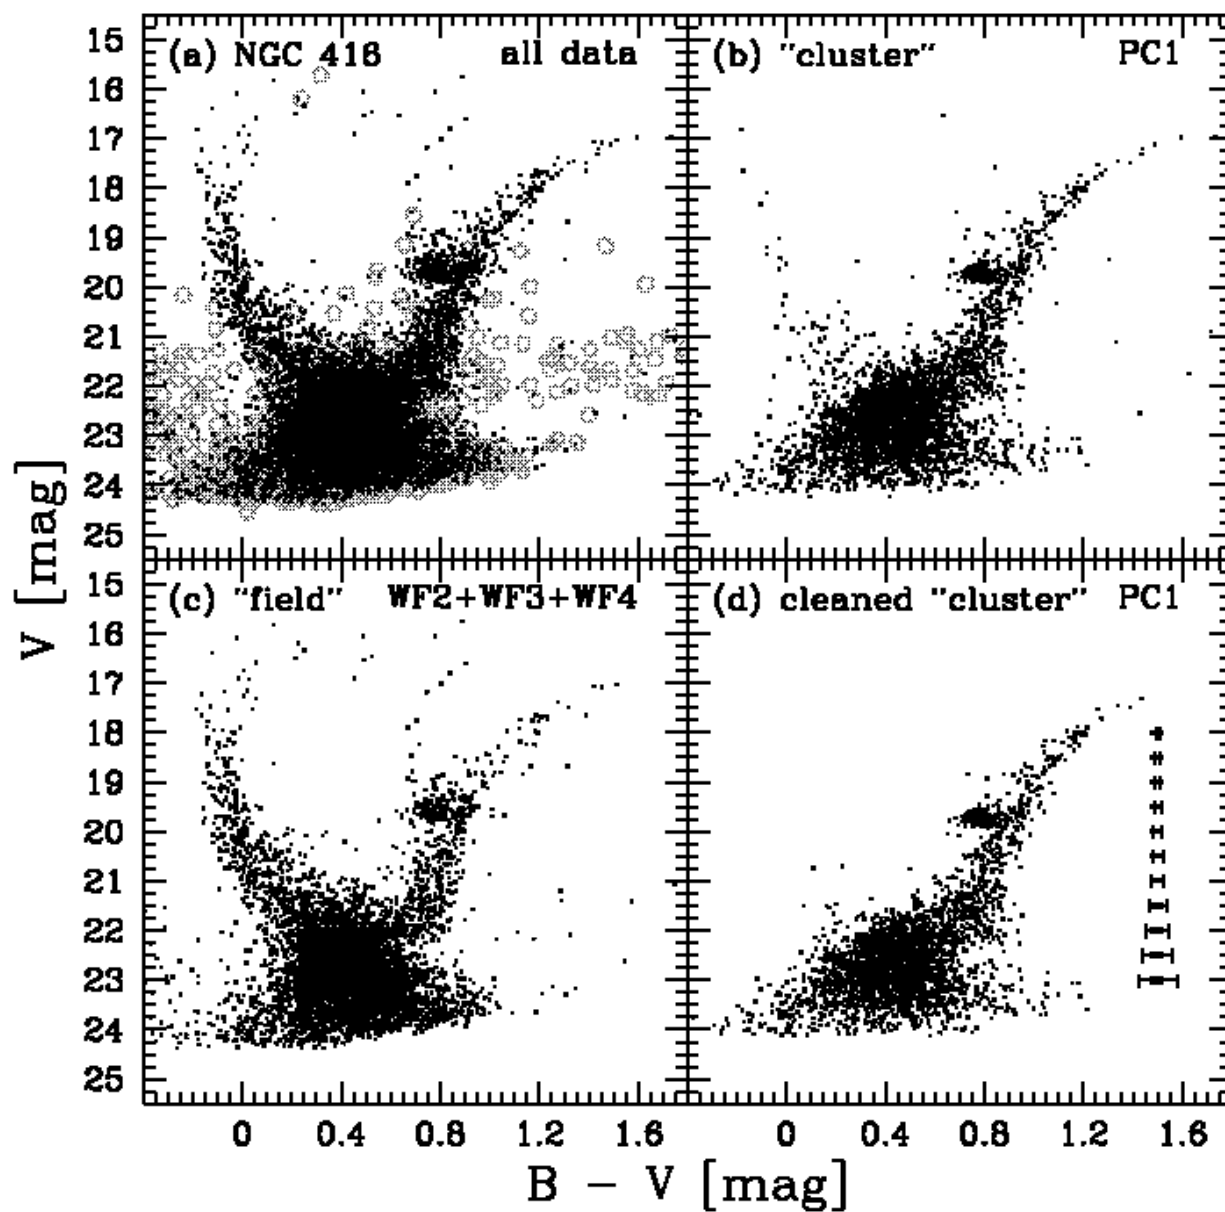 (a) NGC 416 all data
(b) "cluster" PC1
15
16
17
18
19
20
21
22
23
24
25
(c) "field" WF2+WF3+WF4
(d) cleaned "cluster" PC1
15
16
17
18
19
20
21
22
23
24
25
V [mag]
0 0.4 0.8 1.2 1.6
0 0.4 0.8 1.2 1.6
B − V [mag]